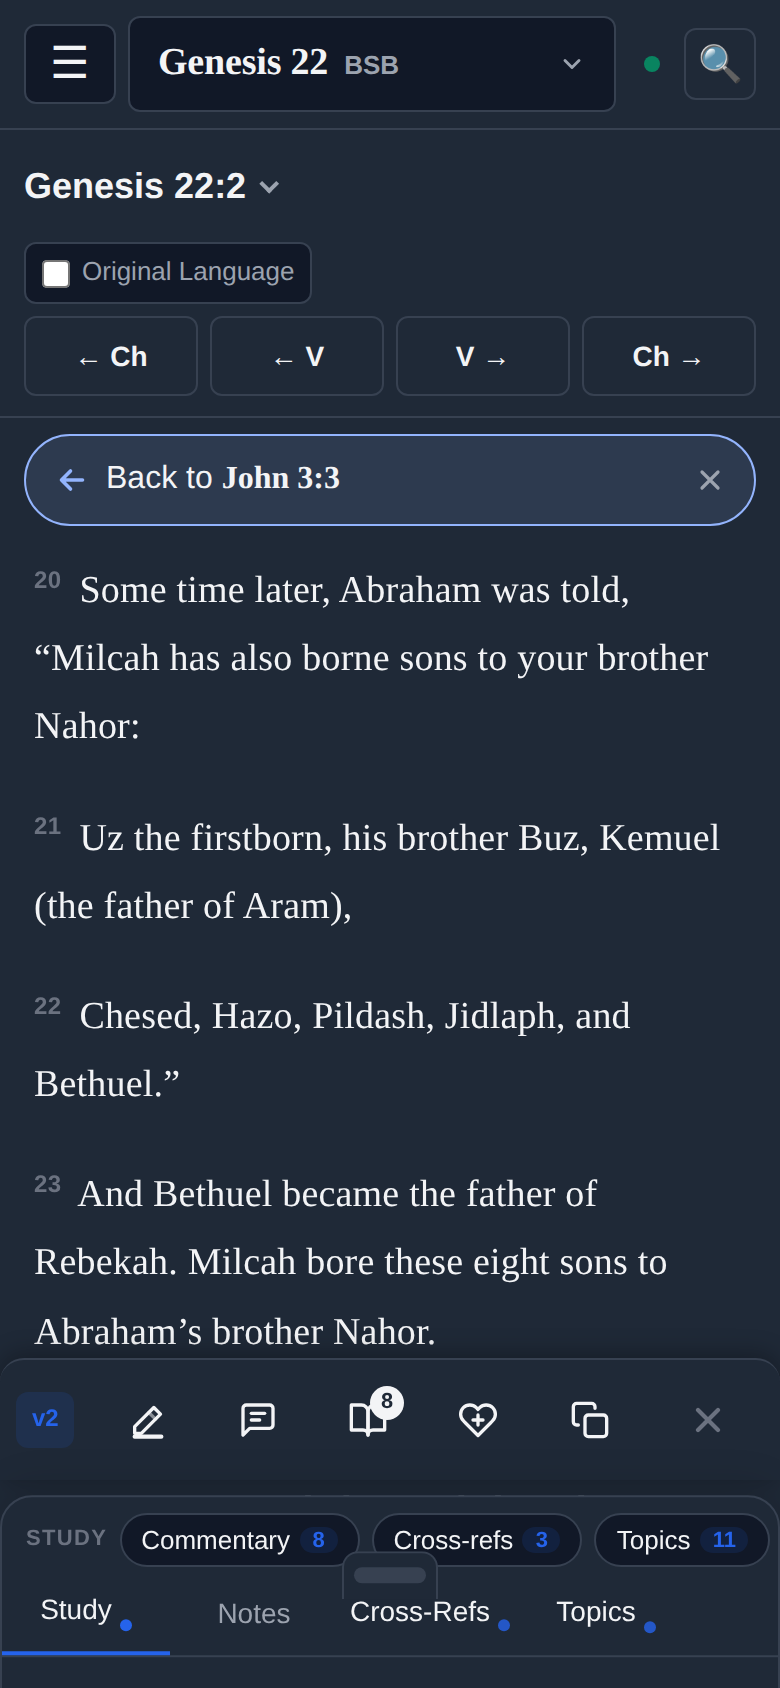 ☰ Genesis 22 BSB
Genesis 22:2
Original Language
← Ch ← V V → Ch →
← Back to John 3:3 ✕
20 Some time later, Abraham was told,
“Milcah has also borne sons to your brother
Nahor:
21 Uz the firstborn, his brother Buz, Kemuel
(the father of Aram),
22 Chesed, Hazo, Pildash, Jidlaph, and
Bethuel.”
23 And Bethuel became the father of
Rebekah. Milcah bore these eight sons to
Abraham’s brother Nahor.
v2 8
STUDY Commentary 8 Cross-refs 3 Topics 11
Study Notes Cross-Refs Topics